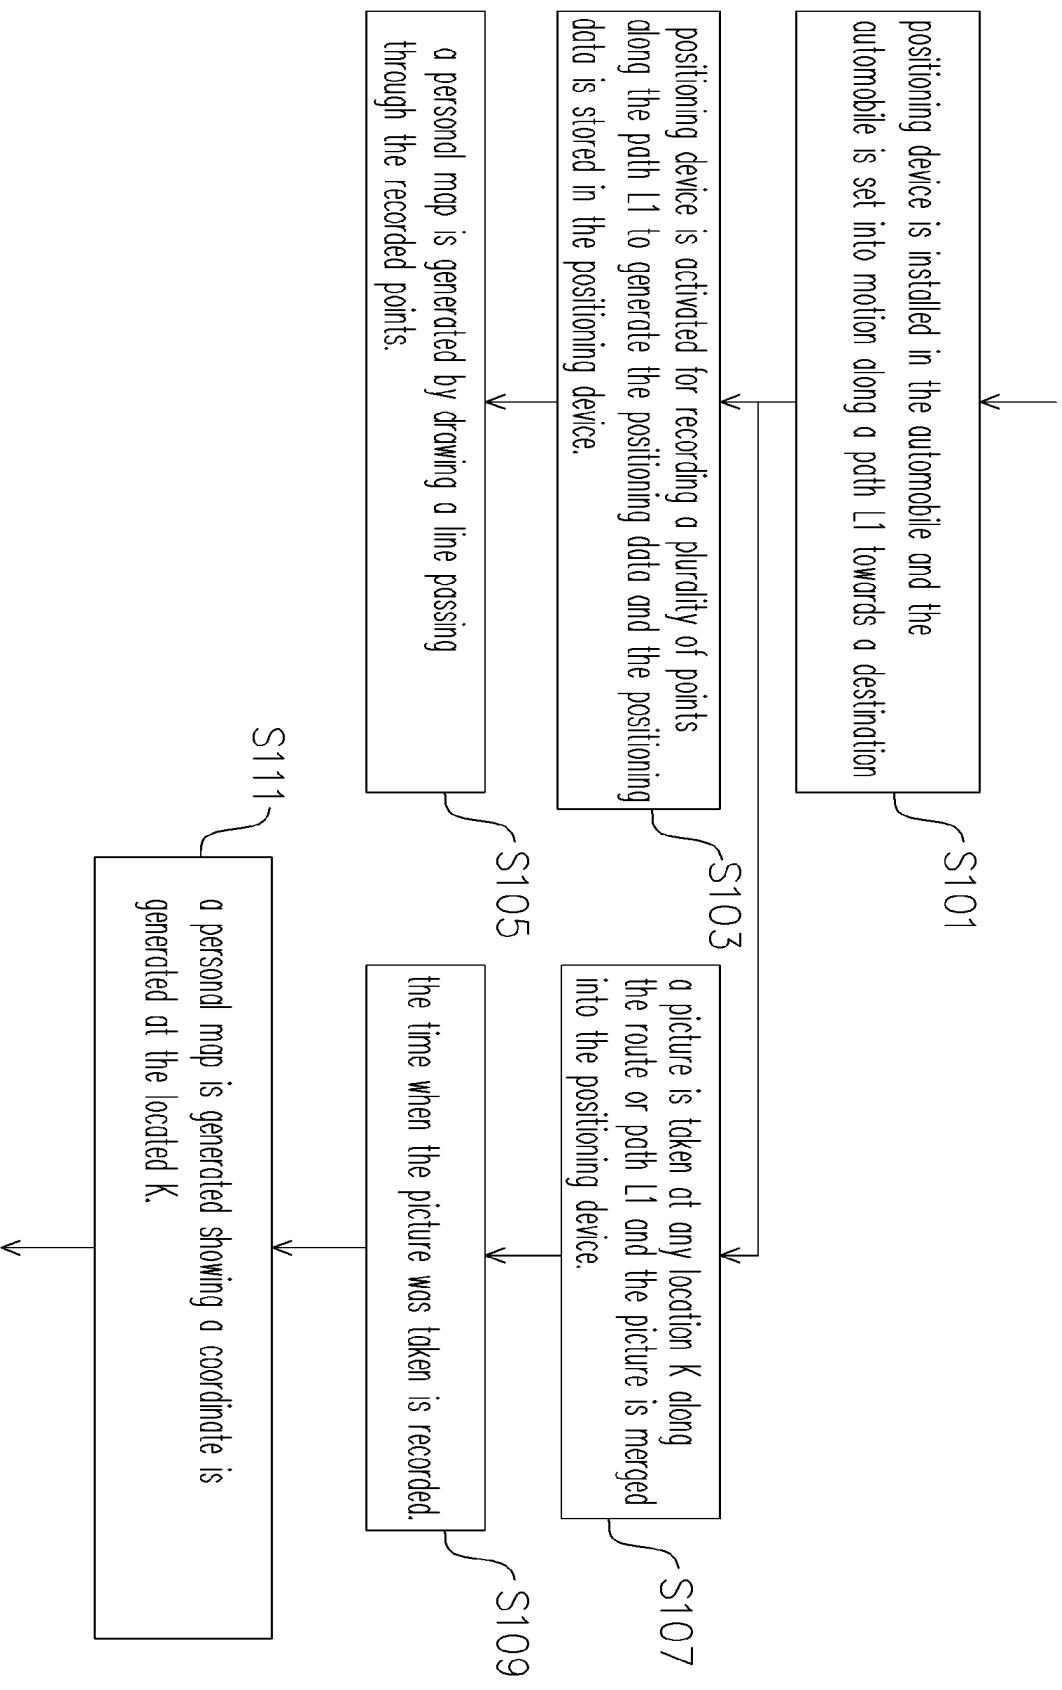 positioning device is installed in the automobile and the
automobile is set into motion along a path L1 towards a destination
S101
positioning device is activated for recording a plurality of points
along the path L1 to generate the positioning data and the positioning
data is stored in the positioning device.
S103
a personal map is generated by drawing a line passing
through the recorded points.
S105
a picture is taken at any location K along
the route or path L1 and the picture is merged
into the positioning device.
S107
the time when the picture was taken is recorded.
S109
S111
a personal map is generated showing a coordinate is
generated at the located K.